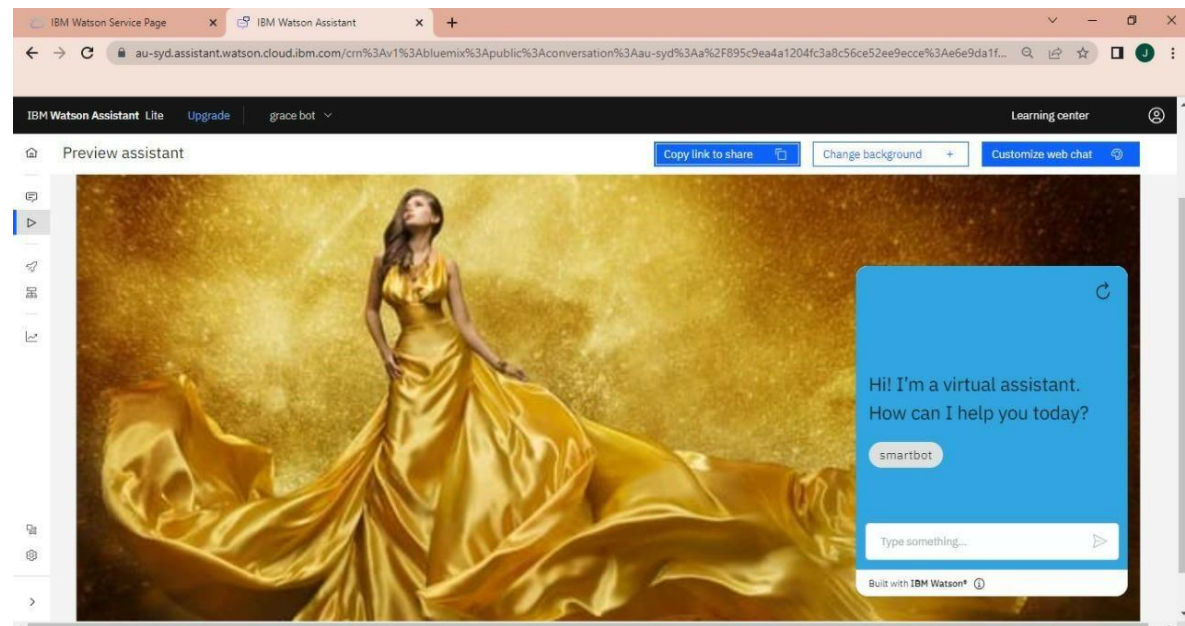 IBM Watson Service Page
IBM Watson Assistant
au-syd.assistant.watson.cloud.ibm.com/crn%3Av1%3Abluemix%3Apublic%3Aconversation%3Aau-syd%3Aa%2F895c9ea4a1204fc3a8c56ce52ee9ecce%3Ae6e9da1f...
J
IBM Watson Assistant Lite Upgrade grace bot Learning center
Preview assistant Copy link to share Change background + Customize web chat
Hi! I'm a virtual assistant.
How can I help you today?
smartbot
Type something...
Built with IBM Watson®